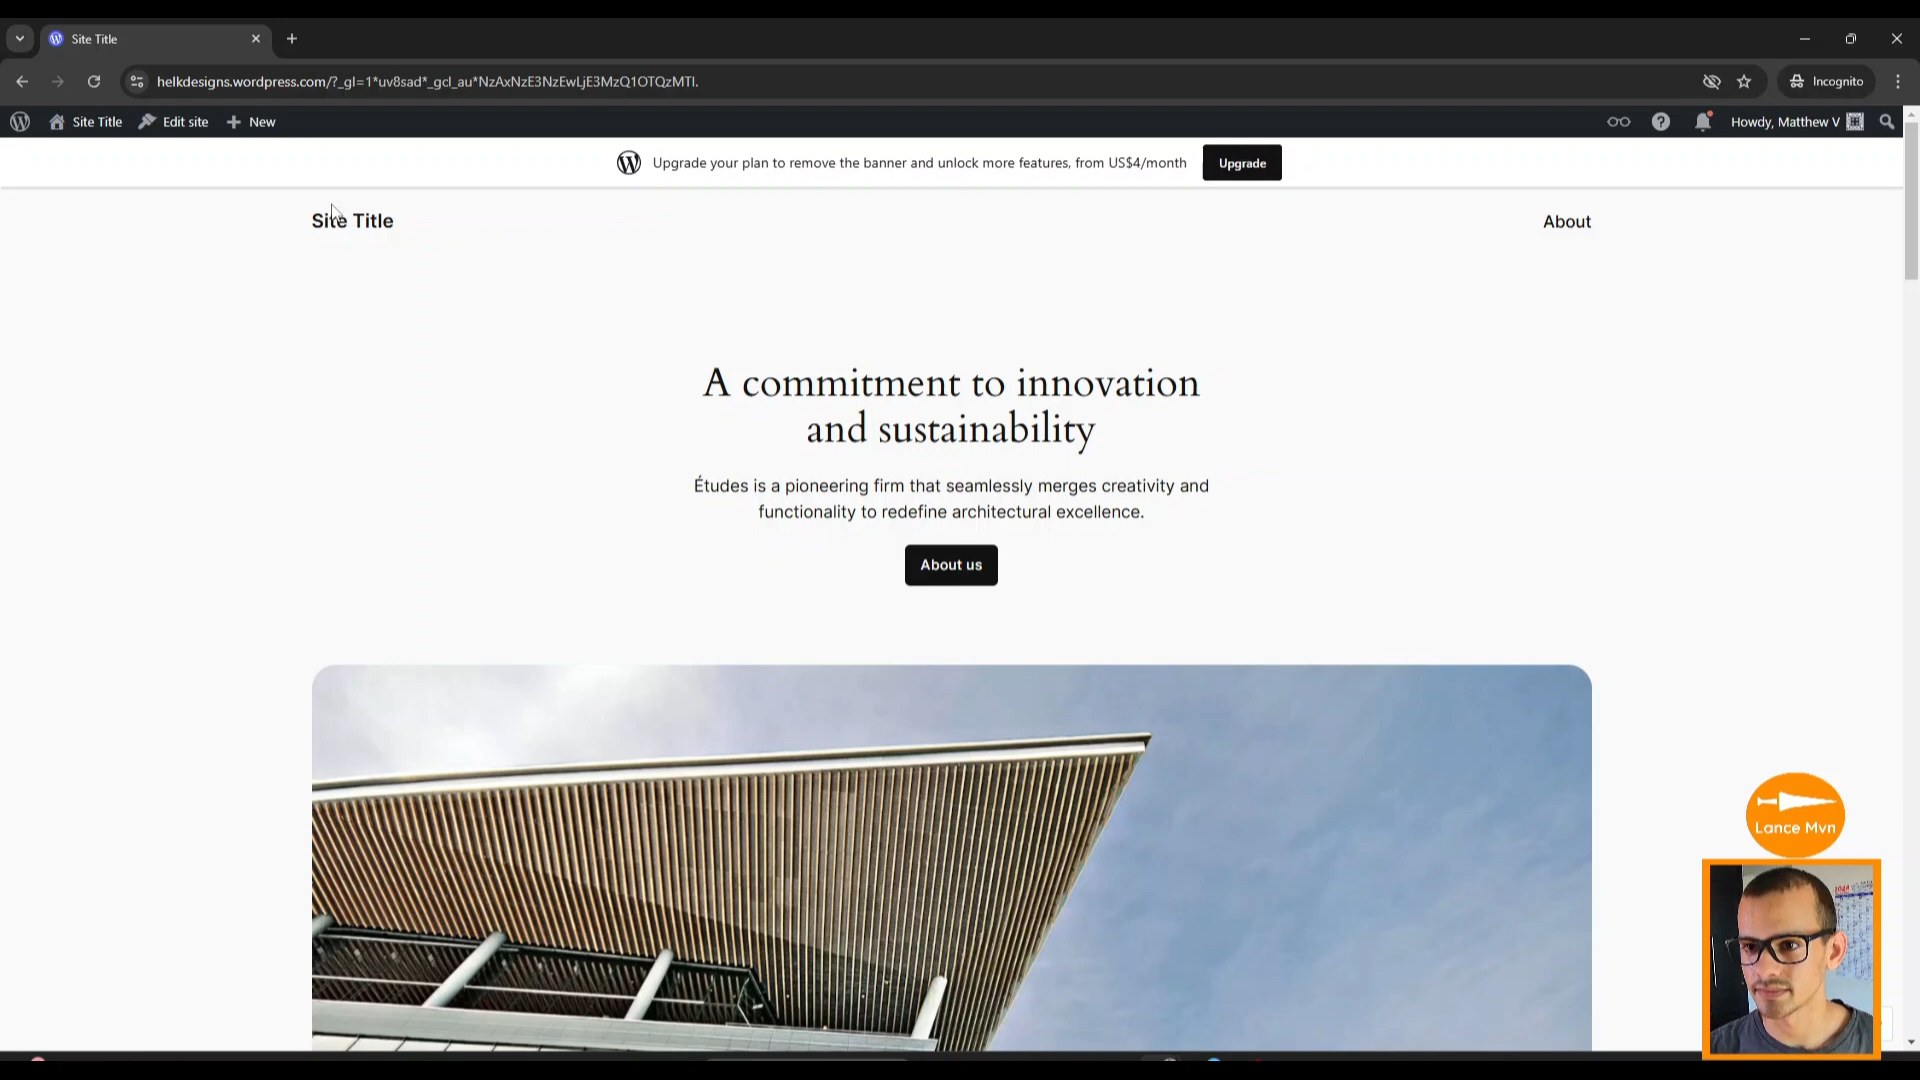 Site Title
helkdesigns.wordpress.com/?_gl=1*uv8sad*_gcl_au*NzAxNzE3NzEwLjE3MzQ1OTQzMTI.
Incognito
Site Title
Edit site
New
Howdy, Matthew V
Upgrade your plan to remove the banner and unlock more features, from US$4/month
Upgrade
Site Title
About
A commitment to innovation
and sustainability
Études is a pioneering firm that seamlessly merges creativity and
functionality to redefine architectural excellence.
About us
Lance Mvn
2024